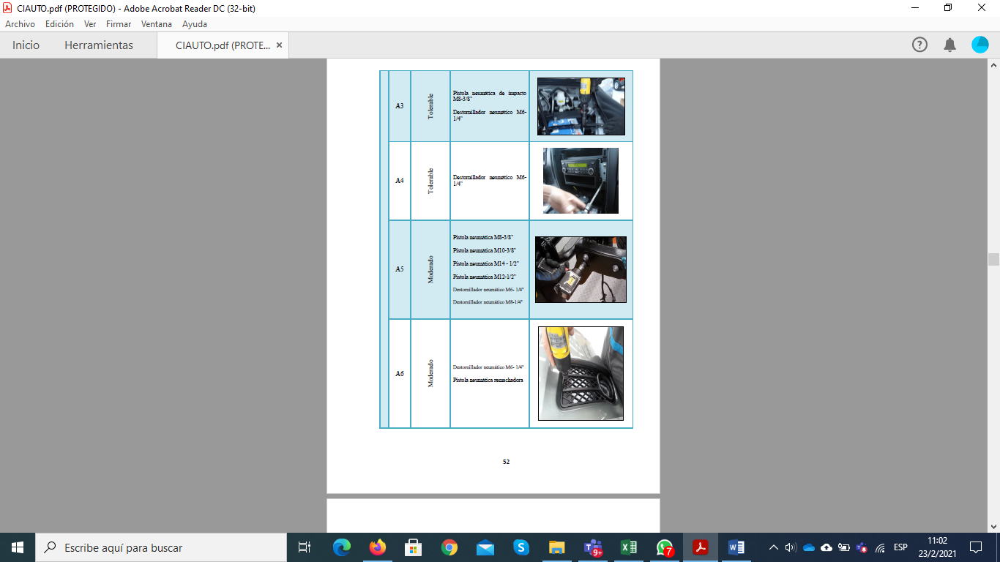 CIAUTO.pdf (PROTEGIDO) - Adobe Acrobat Reader DC (32-bit)
Archivo Edición Ver Firmar Ventana Ayuda
Inicio Herramientas CIAUTO.pdf (PROTE... ×
A3
Tolerable
Pistola neumática de impacto
M8-3/8"
Destornillador neumático M6-
1/4"
A4
Tolerable
Destornillador neumático M6-
1/4"
A5
Moderado
Pistola neumática M8-3/8"
Pistola neumática M10-3/8"
Pistola neumática M14 - 1/2"
Pistola neumática M12-1/2"
Destornillador neumático M6- 1/4"
Destornillador neumático M8-1/4"
A6
Moderado
Destornillador neumático M6- 1/4"
Pistola neumática remachadora
52
Escribe aquí para buscar
9+
7
ESP
11:02
23/2/2021